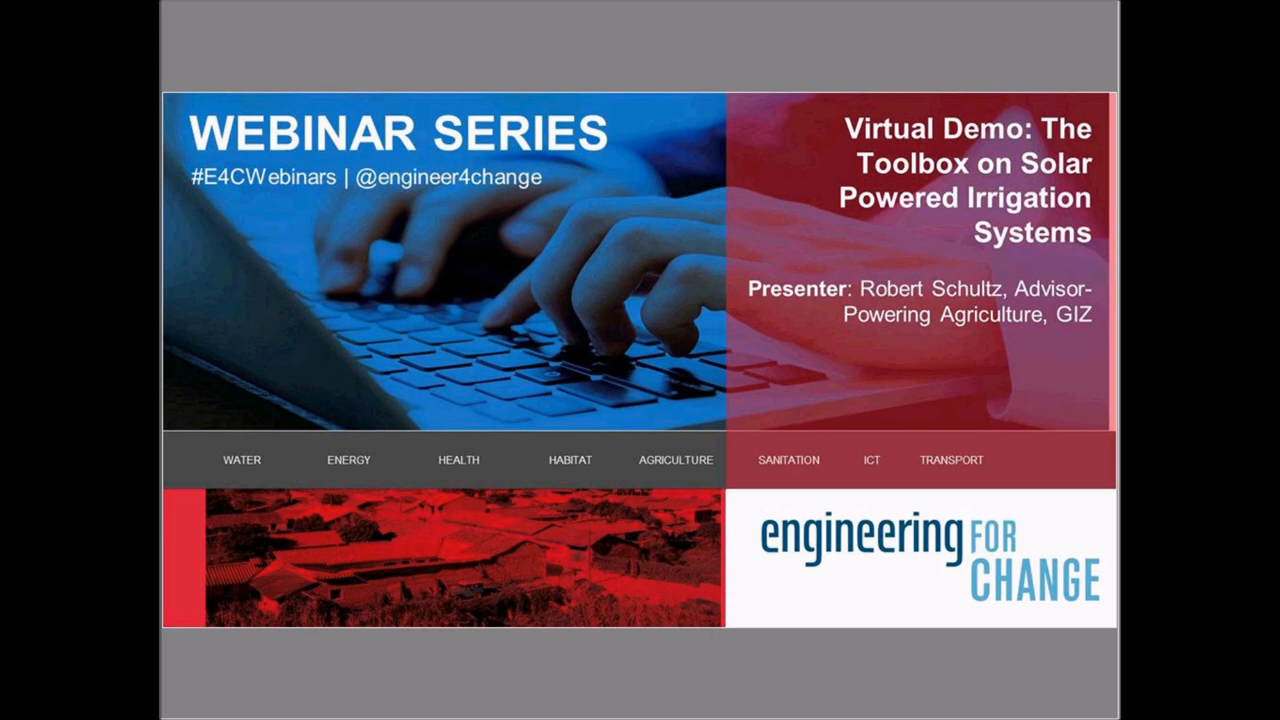 WEBINAR SERIES
#E4CWebinars | @engineer4change
Virtual Demo: The
Toolbox on Solar
Powered Irrigation
Systems
Presenter: Robert Schultz, Advisor-
Powering Agriculture, GIZ
WATER ENERGY HEALTH HABITAT AGRICULTURE SANITATION ICT TRANSPORT
engineering FOR
CHANGE